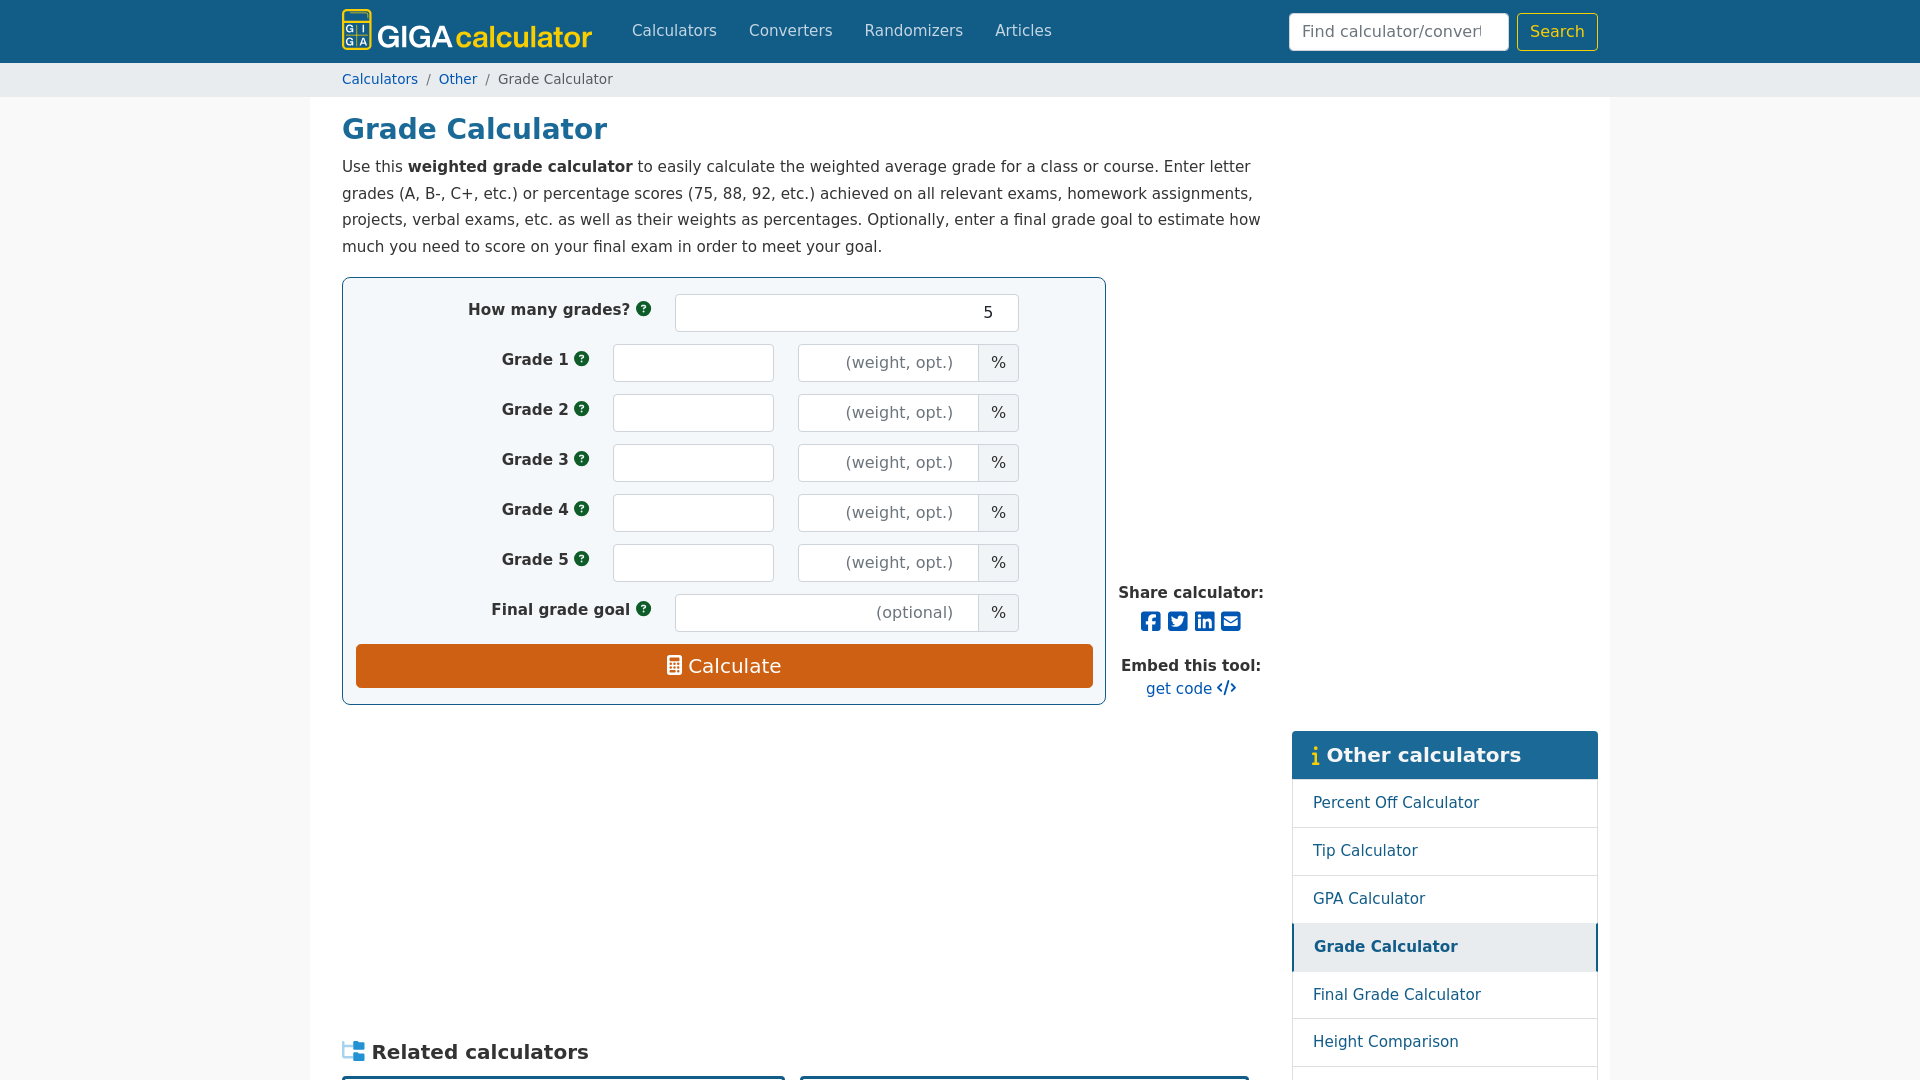 GIGA GIGAcalculator Calculators Converters Randomizers Articles Find calculator/convert Search
Calculators / Other / Grade Calculator
Grade Calculator
Use this weighted grade calculator to easily calculate the weighted average grade for a class or course. Enter letter
grades (A, B-, C+, etc.) or percentage scores (75, 88, 92, etc.) achieved on all relevant exams, homework assignments,
projects, verbal exams, etc. as well as their weights as percentages. Optionally, enter a final grade goal to estimate how
much you need to score on your final exam in order to meet your goal.
How many grades? ? 5
Grade 1 ? (weight, opt.) %
Grade 2 ? (weight, opt.) %
Grade 3 ? (weight, opt.) %
Grade 4 ? (weight, opt.) %
Grade 5 ? (weight, opt.) %
Final grade goal ? (optional) %
Calculate
Share calculator:
Embed this tool:
get code </>
Other calculators
Percent Off Calculator
Tip Calculator
GPA Calculator
Grade Calculator
Final Grade Calculator
Height Comparison
Related calculators